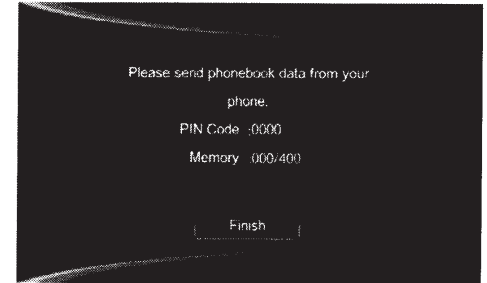 Please send phonebook data from your
phone.
PIN Code :0000
Memory :000/400
Finish